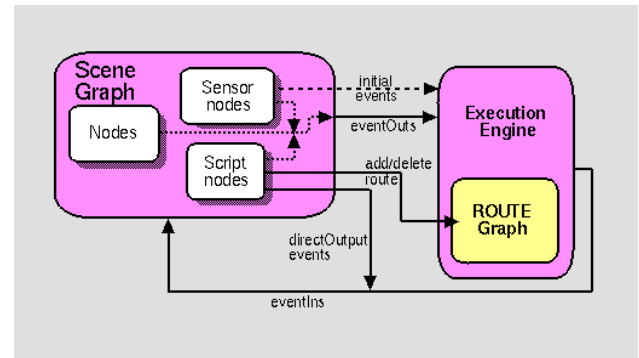 Scene
Graph
Sensor
nodes
Nodes
Script
nodes
initial
events
eventOuts
add/delete
route
directOutput
events
eventIns
Execution
Engine
ROUTE
Graph